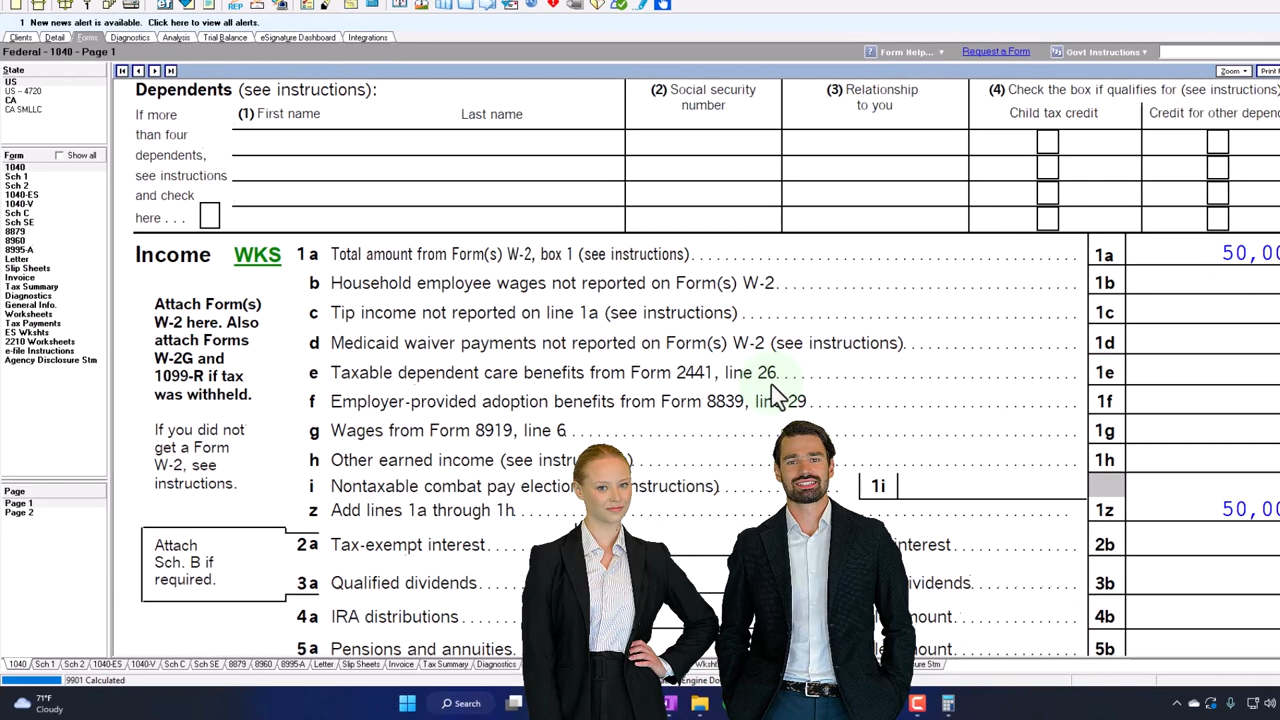 REP
1 New news alert is available. Click here to view all alerts.
Clients Detail Forms Diagnostics Analysis Trial Balance eSignature Dashboard Integrations
Federal - 1040 - Page 1
? Form Help... Request a Form Govt Instructions
Zoom Print
State
US
US - 4720
CA
CA SMLLC
Form Show all
1040
Sch 1
Sch 2
1040-ES
1040-V
Sch C
Sch SE
8879
8960
8995-A
Letter
Slip Sheets
Invoice
Tax Summary
Diagnostics
General Info.
Worksheets
Tax Payments
ES Wkshts
2210 Worksheets
e-file Instructions
Agency Disclosure Stm
Page
Page 1
Page 2
Dependents (see instructions):
(2) Social security number
(3) Relationship to you
(4) Check the box if qualifies for (see instructions)
If more than four dependents, see instructions and check here . . .
(1) First name Last name
Child tax credit Credit for other depend
Income WKS 1a Total amount from Form(s) W-2, box 1 (see instructions) 1a 50,00
b Household employee wages not reported on Form(s) W-2 1b
c Tip income not reported on line 1a (see instructions) 1c
d Medicaid waiver payments not reported on Form(s) W-2 (see instructions) 1d
e Taxable dependent care benefits from Form 2441, line 26 1e
f Employer-provided adoption benefits from Form 8839, line 29 1f
g Wages from Form 8919, line 6 1g
h Other earned income (see instru ) 1h
i Nontaxable combat pay election instructions) 1i
z Add lines 1a through 1h 1z 50,00
Attach Form(s) W-2 here. Also attach Forms W-2G and 1099-R if tax was withheld.
If you did not get a Form W-2, see instructions.
Attach Sch. B if required.
2a Tax-exempt interest interest 2b
3a Qualified dividends dividends 3b
4a IRA distributions amount 4b
5a Pensions and annuities amount 5b
1040 Sch 1 Sch 2 1040-ES 1040-V Sch C Sch SE 8879 8960 8995-A Letter Slip Sheets Invoice Tax Summary Diagnostics Wksht Stm
9901 Calculated Engine Do
71°F
Cloudy
Search